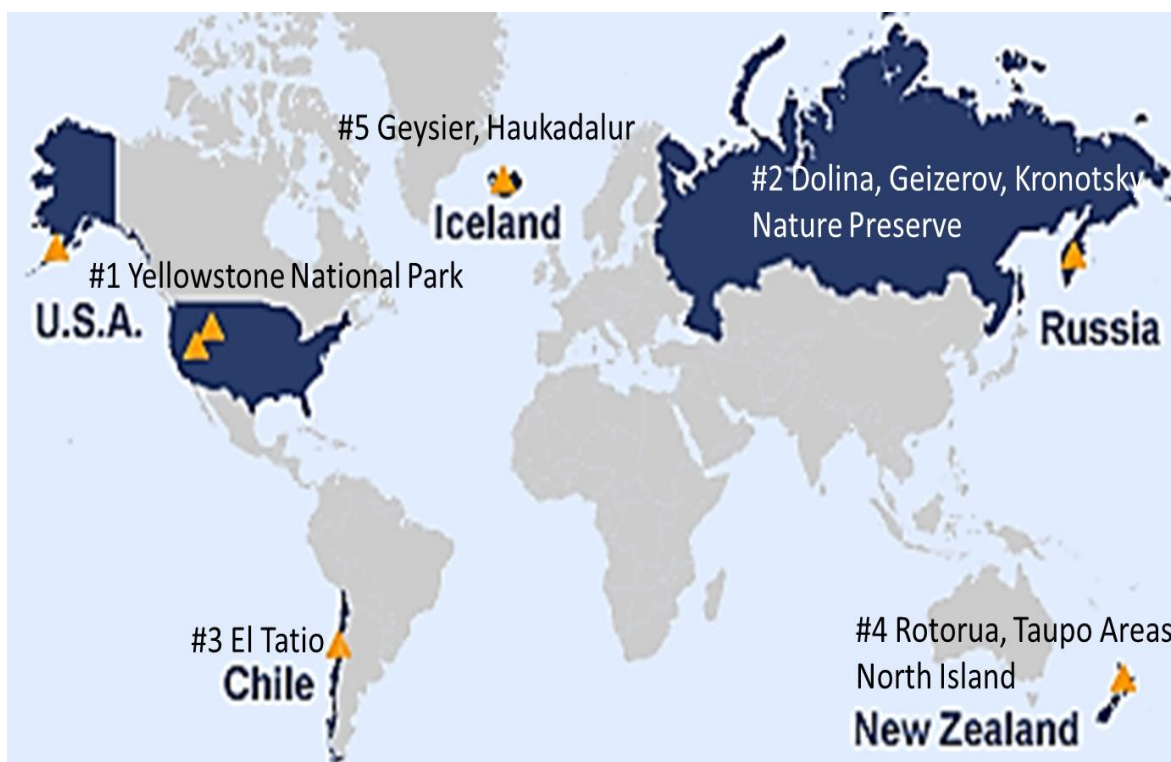 #5 Geysier, Haukadalur
Iceland
#2 Dolina, Geizerov, Kronotsky
Nature Preserve
#1 Yellowstone National Park
U.S.A.
Russia
#3 El Tatio
Chile
#4 Rotorua, Taupo Areas
North Island
New Zealand